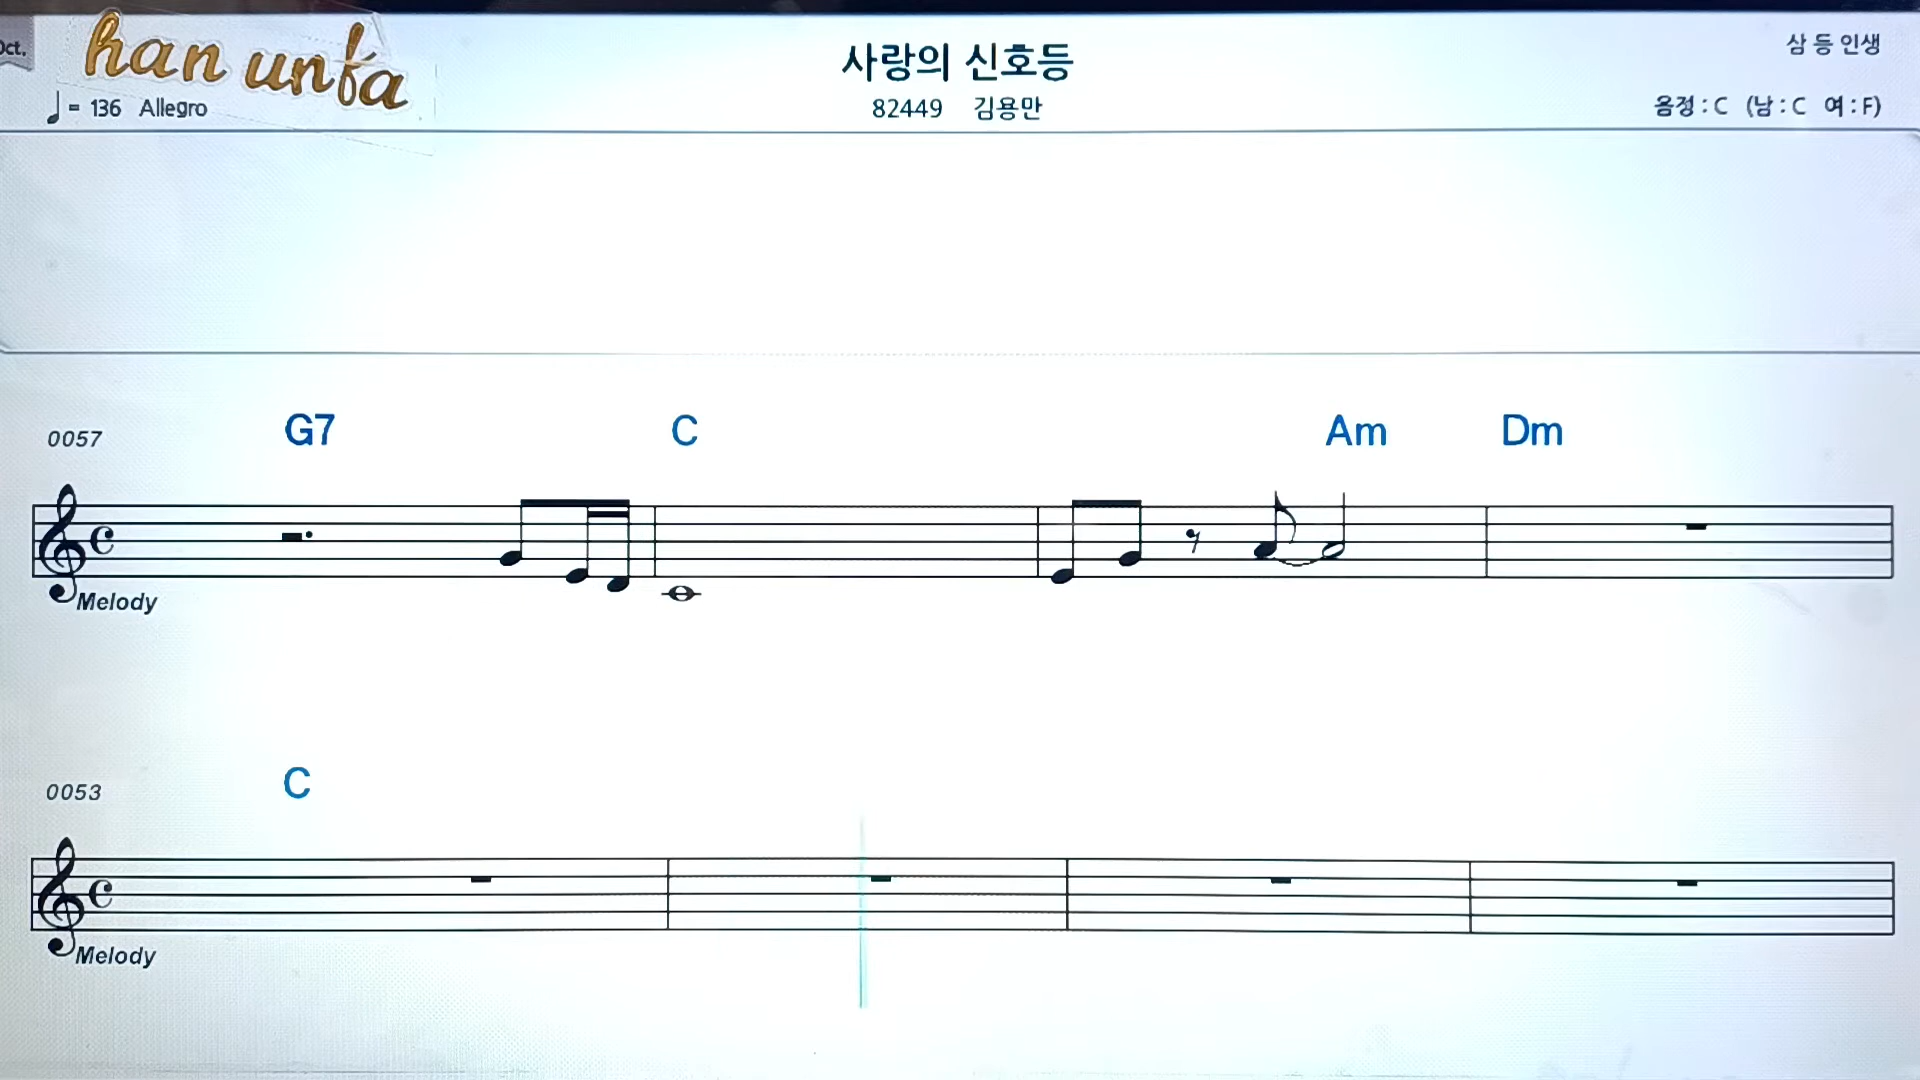 Oct.
han unfa
사랑의 신호등
삼 등 인생
= 136 Allegro
82449 김용만
음정 : C (남 : C 여 : F)
G7 C Am Dm
0057
Melody
C
0053
Melody